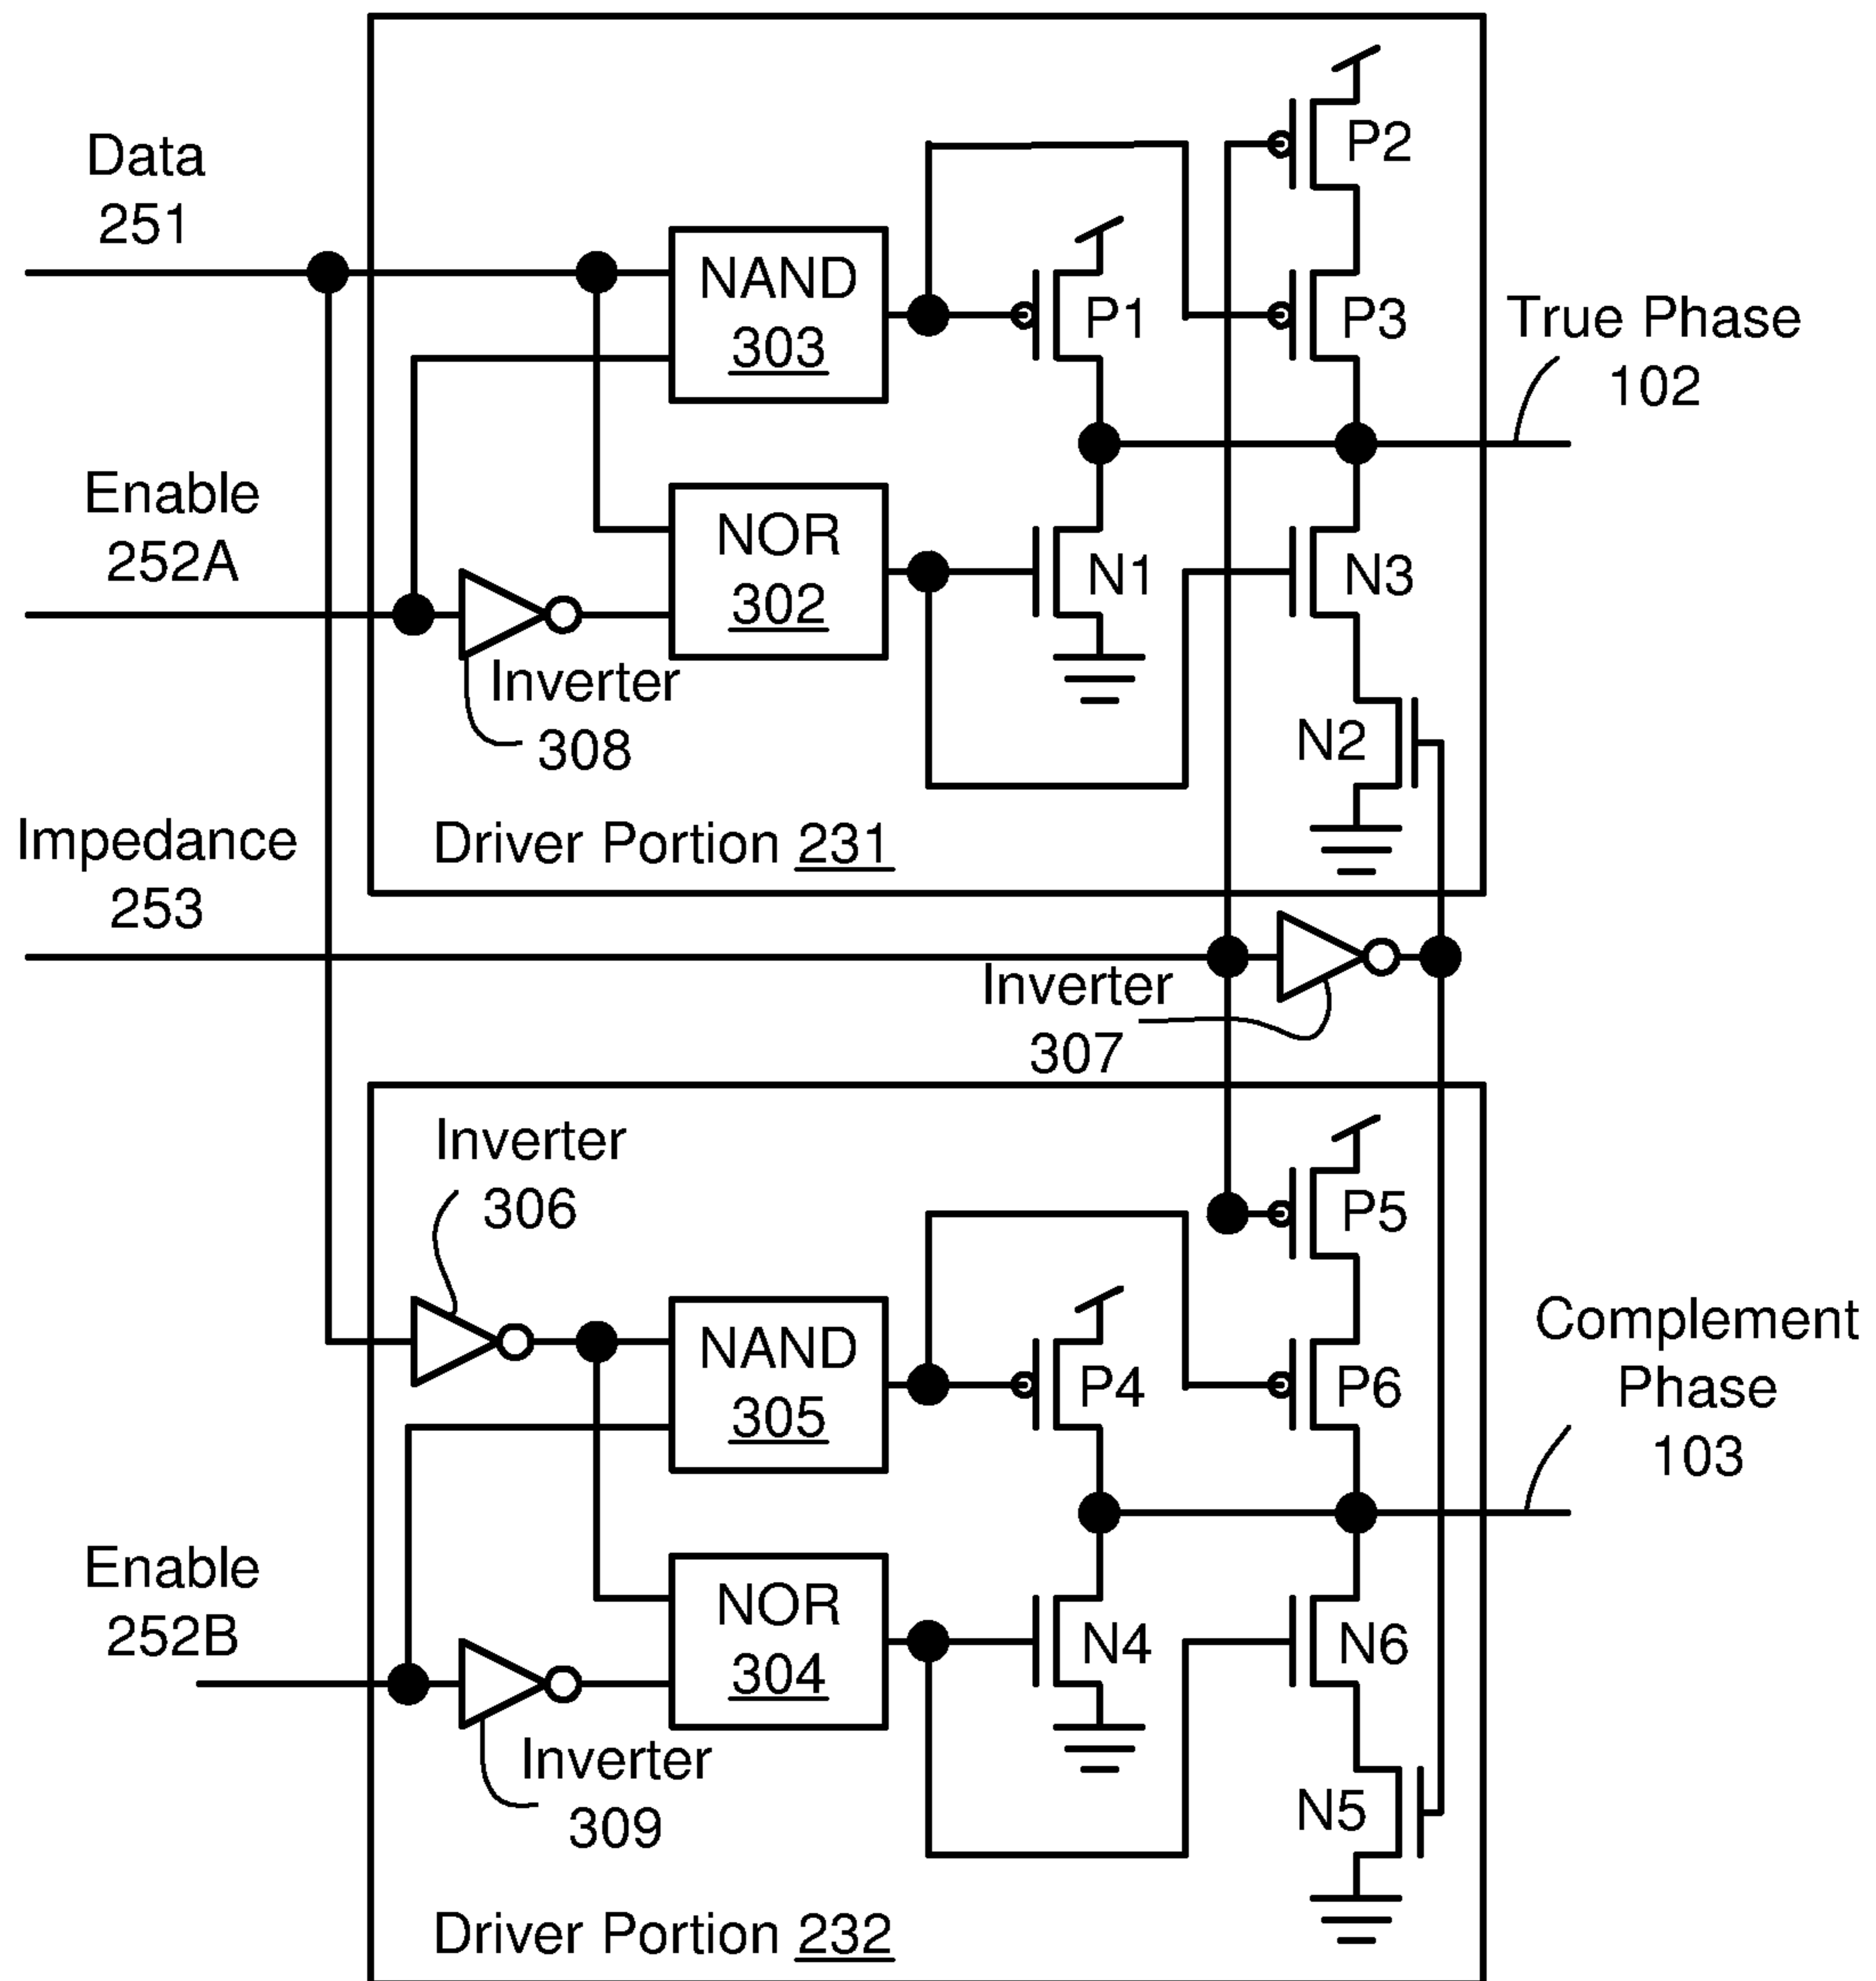 Data
251
Enable
252A
Impedance
253
NAND
303
NOR
302
Inverter
308
P1
N1
P2
P3
N3
N2
True Phase
102
Driver Portion 231
Inverter
307
Inverter
306
NAND
305
NOR
304
Enable
252B
Inverter
309
P4
N4
P5
P6
N6
N5
Complement
Phase
103
Driver Portion 232